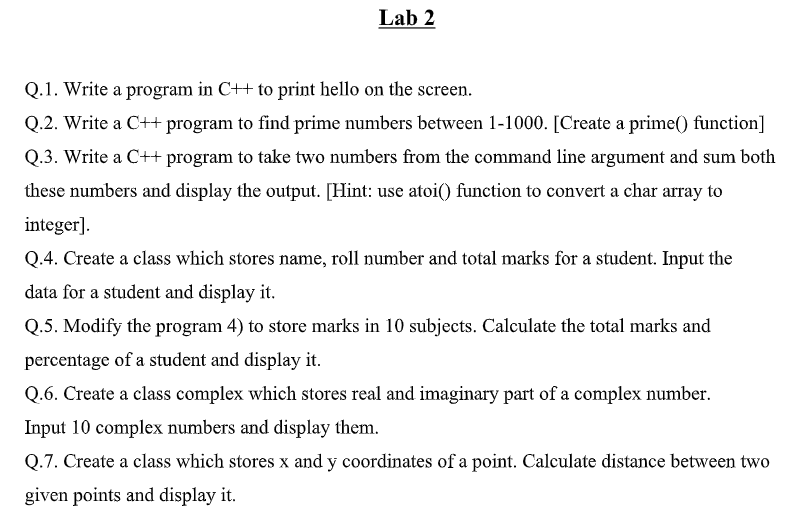 Lab 2
Q.1. Write a program in C++ to print hello on the screen.
Q.2. Write a C++ program to find prime numbers between 1-1000. [Create a prime() function]
Q.3. Write a C++ program to take two numbers from the command line argument and sum both
these numbers and display the output. [Hint: use atoi() function to convert a char array to
integer].
Q.4. Create a class which stores name, roll number and total marks for a student. Input the
data for a student and display it.
Q.5. Modify the program 4) to store marks in 10 subjects. Calculate the total marks and
percentage of a student and display it.
Q.6. Create a class complex which stores real and imaginary part of a complex number.
Input 10 complex numbers and display them.
Q.7. Create a class which stores x and y coordinates of a point. Calculate distance between two
given points and display it.